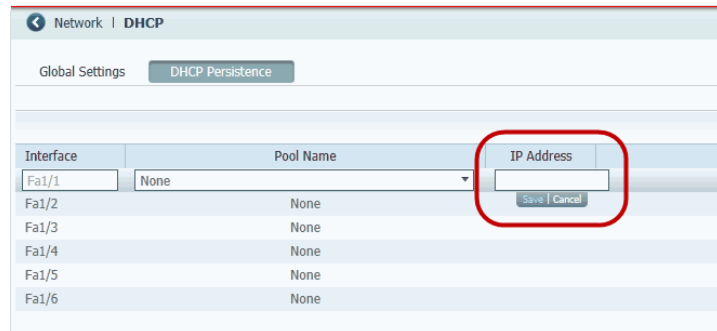 Network | DHCP
Global Settings DHCP Persistence
Interface Pool Name IP Address
Fa1/1 None
Save | Cancel
Fa1/2 None
Fa1/3 None
Fa1/4 None
Fa1/5 None
Fa1/6 None